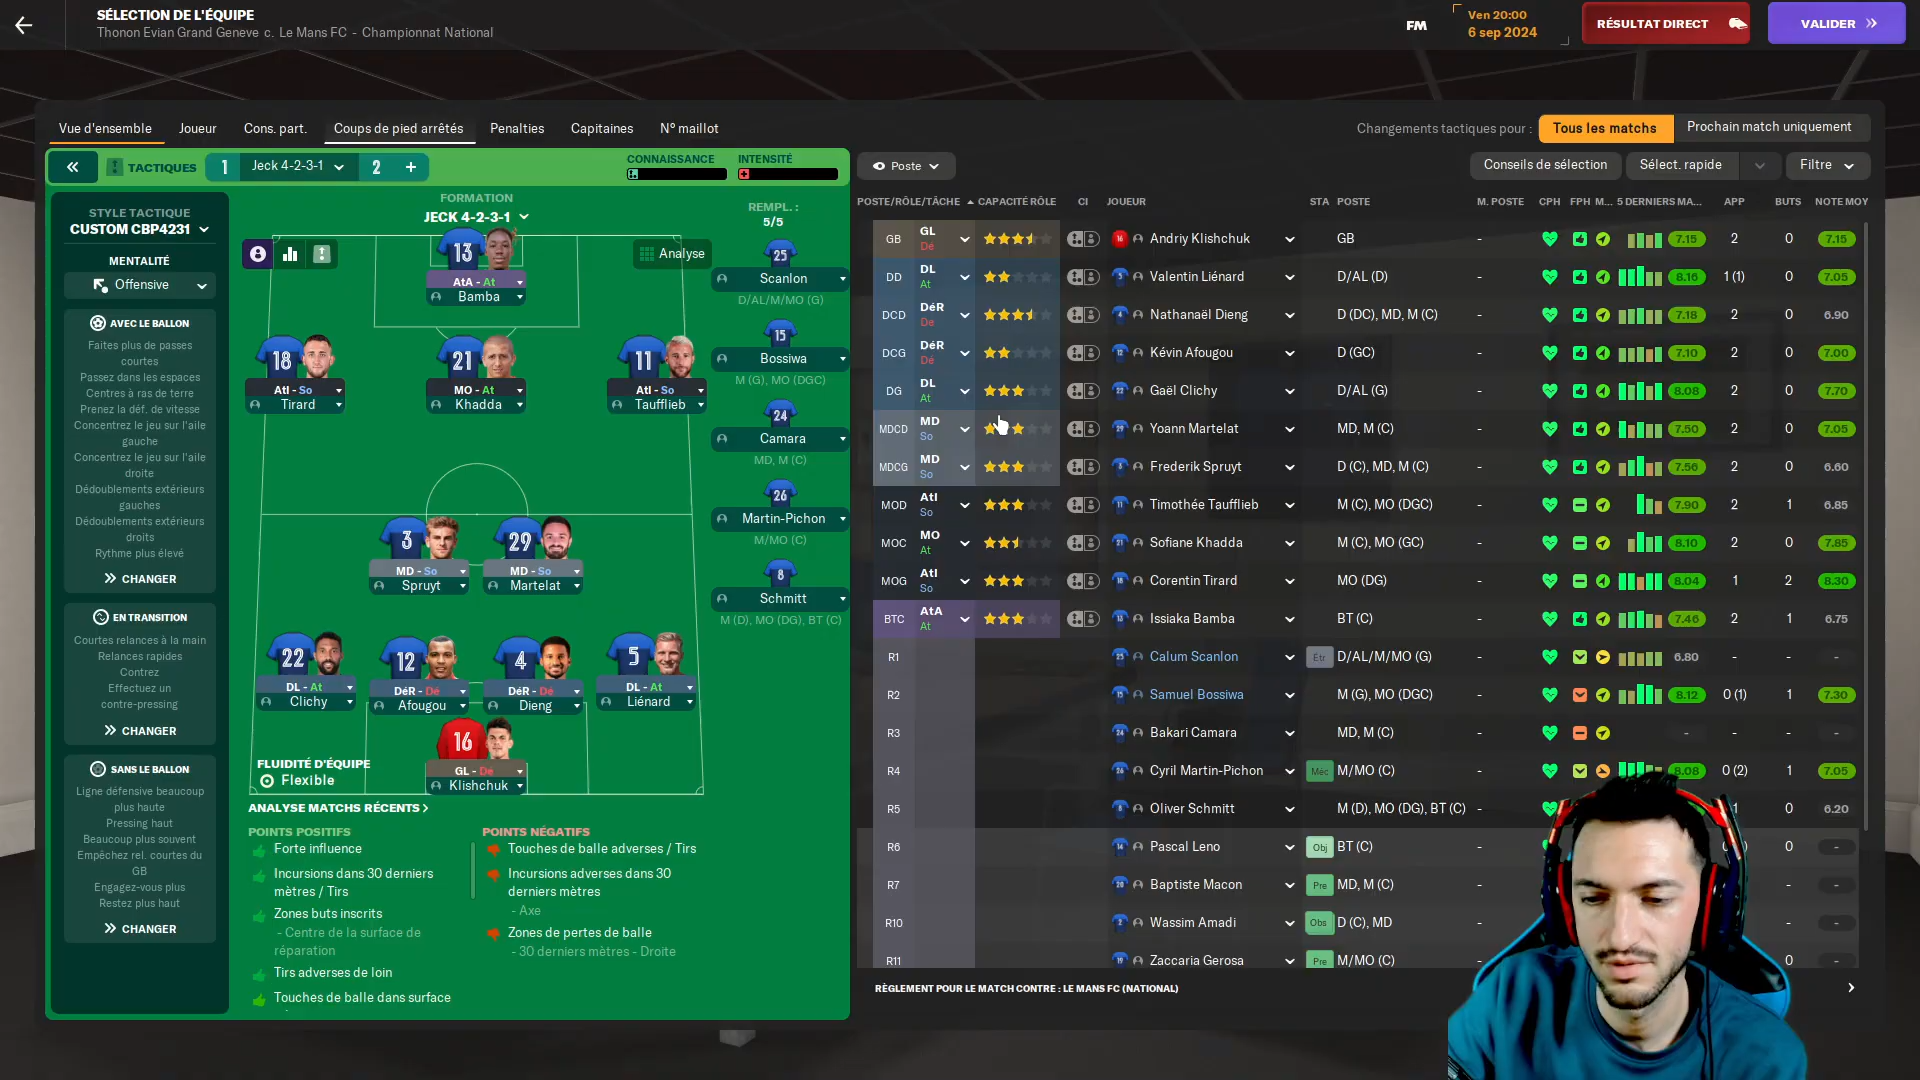 SÉLECTION DE L'ÉQUIPE
Thonon Evian Grand Geneve c. Le Mans FC - Championnat National
FM
Ven 20:00
6 sep 2024
RÉSULTAT DIRECT
VALIDER
Vue d'ensemble
Joueur
Cons. part.
Coups de pied arrêtés
Penalties
Capitaines
N° maillot
Changements tactiques pour :
Tous les matchs
Prochain match uniquement
TACTIQUES
1
Jeck 4-2-3-1
2
+
CONNAISSANCE
INTENSITÉ
Poste
Conseils de sélection
Sélect. rapide
Filtre
STYLE TACTIQUE
CUSTOM CBP4231
MENTALITÉ
Offensive
AVEC LE BALLON
Faites plus de passes
courtes
Passez dans les espaces
Centres à ras de terre
Prenez la déf. de vitesse
Concentrez le jeu sur l'aile
gauche
Concentrez le jeu sur l'aile
droite
Dédoublements extérieurs
gauches
Dédoublements extérieurs
droits
Rythme plus élevé
CHANGER
EN TRANSITION
Courtes relances à la main
Relances rapides
Contrez
Effectuez un
contre-pressing
CHANGER
SANS LE BALLON
Ligne défensive beaucoup
plus haute
Pressing haut
Beaucoup plus souvent
Empêchez rel. courtes du
GB
Engagez-vous plus
Restez plus haut
CHANGER
FORMATION
JECK 4-2-3-1
Analyse
13
AtA - At
Bamba
18
AtI - So
Tirard
21
MO - At
Khadda
11
AtI - So
Taufflieb
3
MD - So
Spruyt
29
MD - So
Martelat
22
DL - At
Clichy
12
DéR - Dé
Afougou
4
DéR - Dé
Dieng
5
DL - At
Liénard
16
GL - Dé
Klishchuk
FLUIDITÉ D'ÉQUIPE
Flexible
REMPL. :
5/5
25
Scanlon
D/AL/M/MO (G)
15
Bossiwa
M (G), MO (DGC)
24
Camara
MD, M (C)
26
Martin-Pichon
M/MO (C)
8
Schmitt
M (D), MO (DG), BT (C)
ANALYSE MATCHS RÉCENTS
POINTS POSITIFS
Forte influence
Incursions dans 30 derniers
mètres / Tirs
Zones buts inscrits
- Centre de la surface de
réparation
Tirs adverses de loin
Touches de balle dans surface
POINTS NÉGATIFS
Touches de balle adverses / Tirs
Incursions adverses dans 30
derniers mètres
- Axe
Zones de pertes de balle
- 30 derniers mètres - Droite
POSTE/RÔLE/TÂCHE CAPACITÉ RÔLE CI JOUEUR STA POSTE M. POSTE CPH FPH M... 5 DERNIERS MA... APP BUTS NOTE MOY
GB GL Dé Andriy Klishchuk GB - 7.15 2 0 7.15
DD DL At Valentin Liénard D/AL (D) - 8.16 1 (1) 0 7.05
DCD DéR Dé Nathanaël Dieng D (DC), MD, M (C) - 7.18 2 0 6.90
DCG DéR Dé Kévin Afougou D (GC) - 7.10 2 0 7.00
DG DL At Gaël Clichy D/AL (G) - 8.08 2 0 7.70
MDCD MD So Yoann Martelat MD, M (C) - 7.50 2 0 7.05
MDCG MD So Frederik Spruyt D (C), MD, M (C) - 7.56 2 0 6.60
MOD AtI So Timothée Taufflieb M (C), MO (DGC) - 7.90 2 1 6.85
MOC MO At Sofiane Khadda M (C), MO (GC) - 8.10 2 0 7.85
MOG AtI So Corentin Tirard MO (DG) - 8.04 1 2 8.30
BTC AtA At Issiaka Bamba BT (C) - 7.46 2 1 6.75
R1 Calum Scanlon Étr D/AL/M/MO (G) - 6.80 - - -
R2 Samuel Bossiwa M (G), MO (DGC) - 8.12 0 (1) 1 7.30
R3 Bakari Camara MD, M (C) - - - - -
R4 Cyril Martin-Pichon Méc M/MO (C) - 8.08 0 (2) 1 7.05
R5 Oliver Schmitt M (D), MO (DG), BT (C) - 0 6.20
R6 Pascal Leno Obj BT (C) - 0 -
R7 Baptiste Macon Pre MD, M (C) - - -
R10 Wassim Amadi Obs D (C), MD - - -
R11 Zaccaria Gerosa Pre M/MO (C) - 0 -
RÈGLEMENT POUR LE MATCH CONTRE : LE MANS FC (NATIONAL)